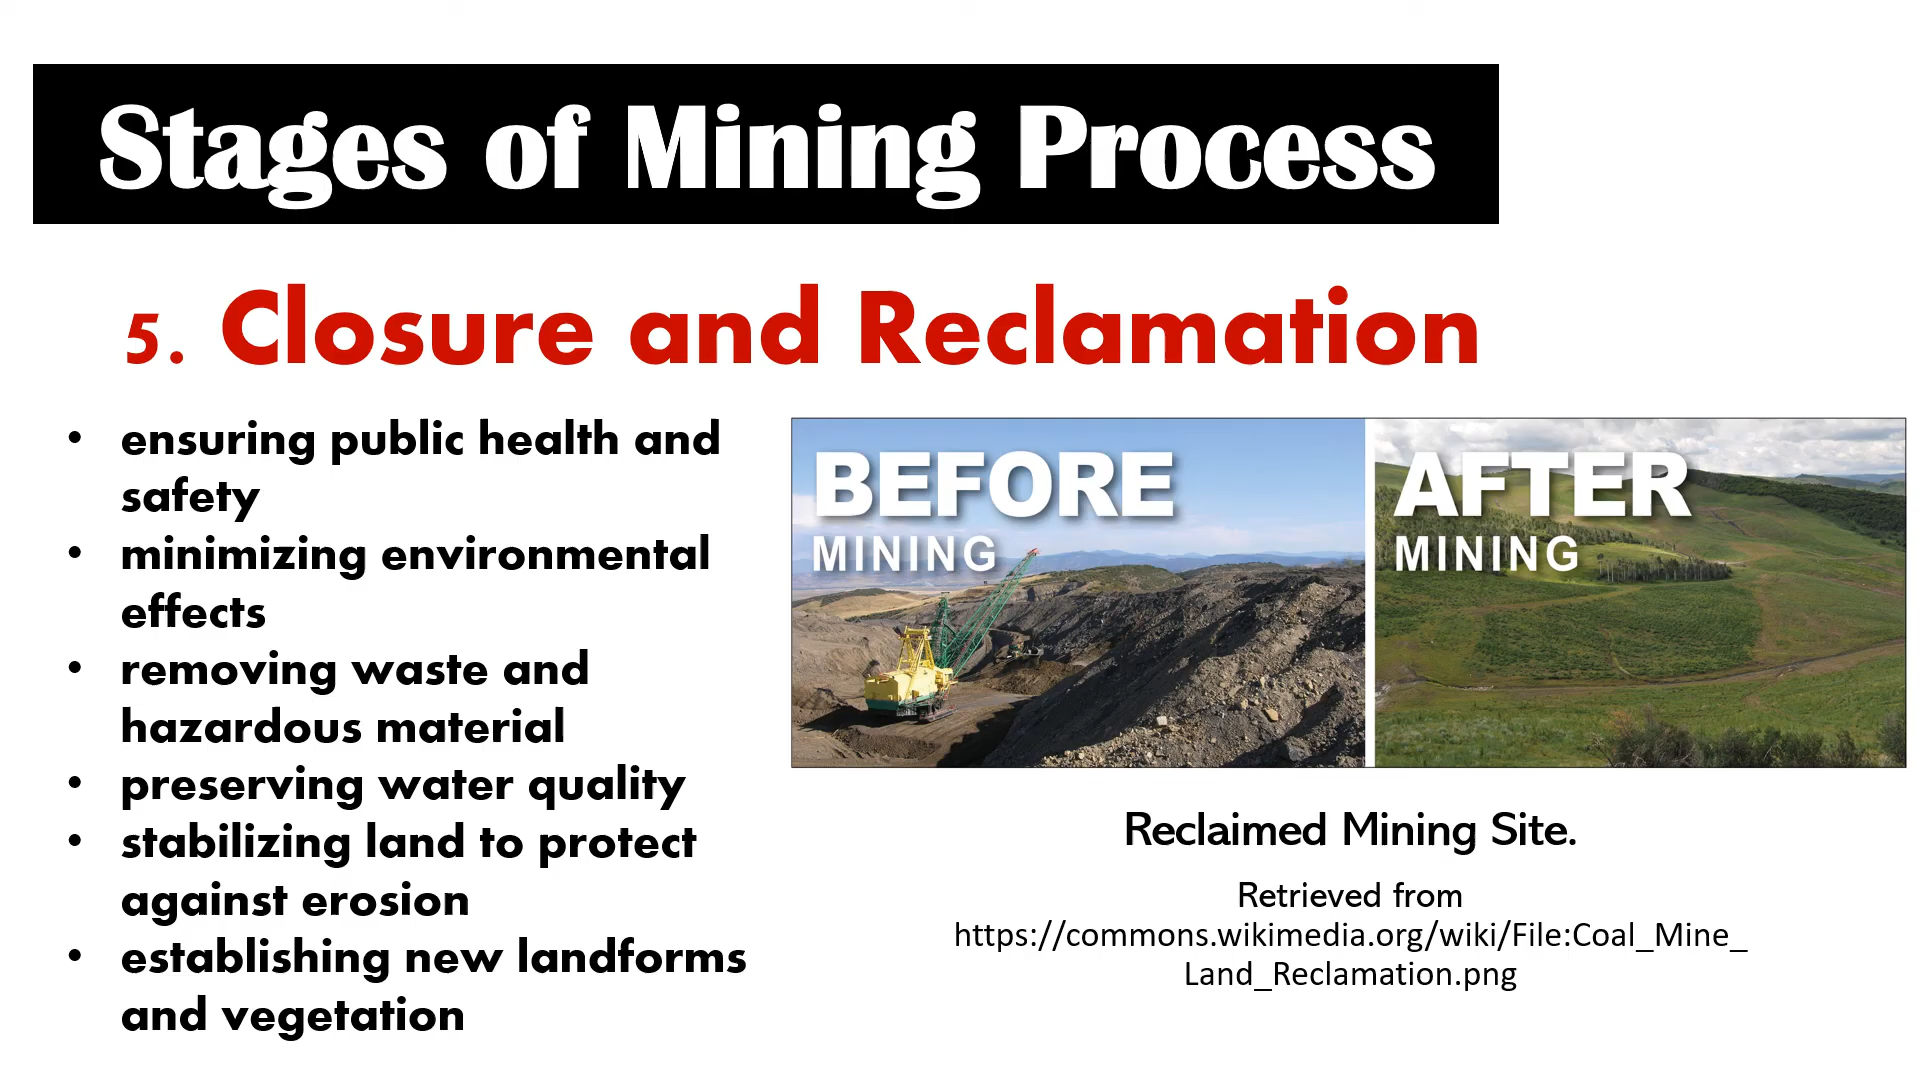 Stages of Mining Process
5. Closure and Reclamation
• ensuring public health and
safety
• minimizing environmental
effects
• removing waste and
hazardous material
• preserving water quality
• stabilizing land to protect
against erosion
• establishing new landforms
and vegetation
BEFORE
MINING
AFTER
MINING
Reclaimed Mining Site.
Retrieved from
https://commons.wikimedia.org/wiki/File:Coal_Mine_
Land_Reclamation.png